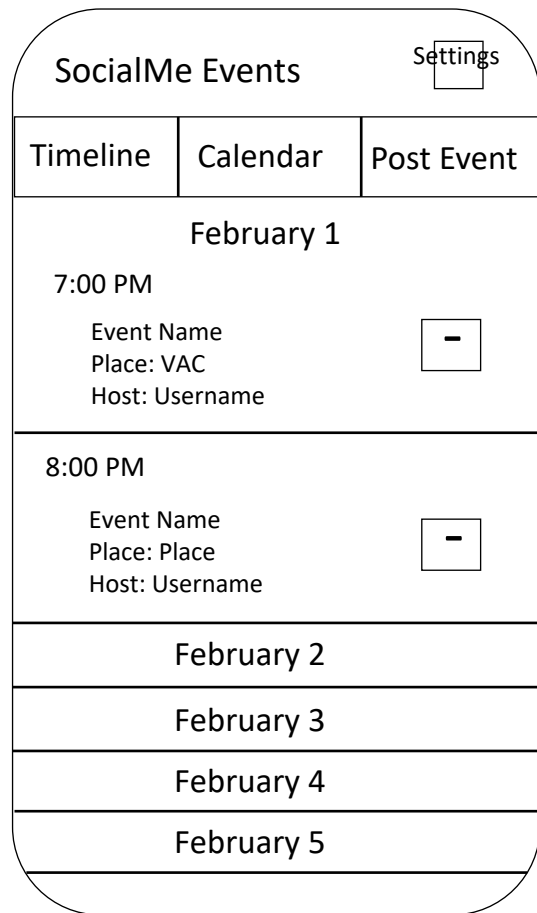 SocialMe Events
Settings
Timeline
Calendar
Post Event
February 1
7:00 PM
Event Name
Place: VAC
Host: Username
-
8:00 PM
Event Name
Place: Place
Host: Username
-
February 2
February 3
February 4
February 5